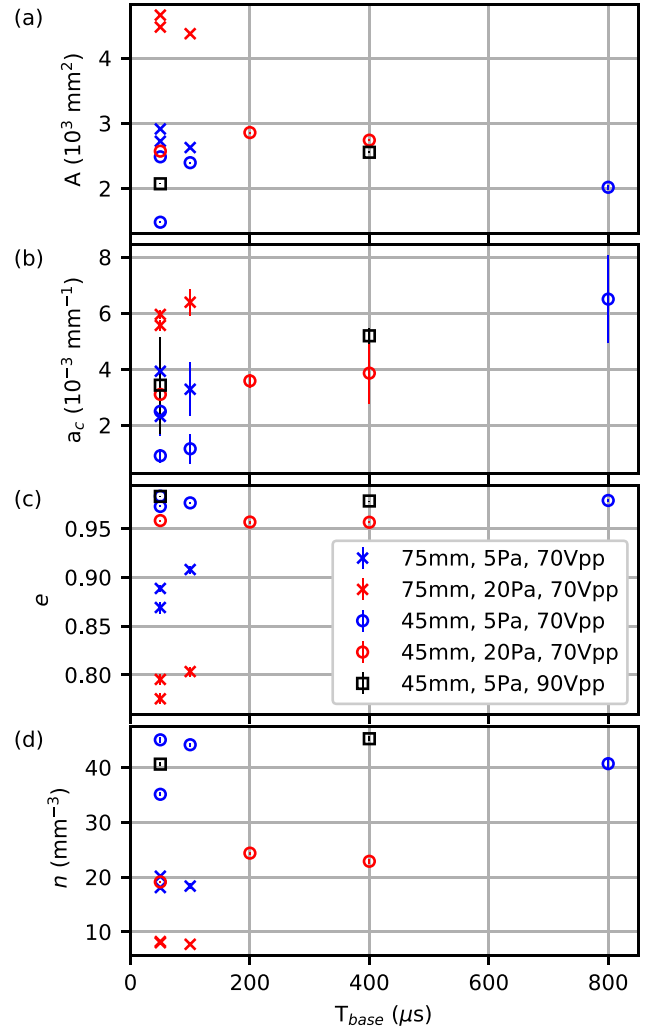 (a)
A (10³ mm²)
4
3
2
(b)
a_c (10⁻³ mm⁻¹)
8
6
4
2
(c)
e
0.95
0.90
0.85
0.80
75mm, 5Pa, 70Vpp
75mm, 20Pa, 70Vpp
45mm, 5Pa, 70Vpp
45mm, 20Pa, 70Vpp
45mm, 5Pa, 90Vpp
(d)
n (mm⁻³)
40
30
20
10
0 200 400 600 800
T_base (μs)